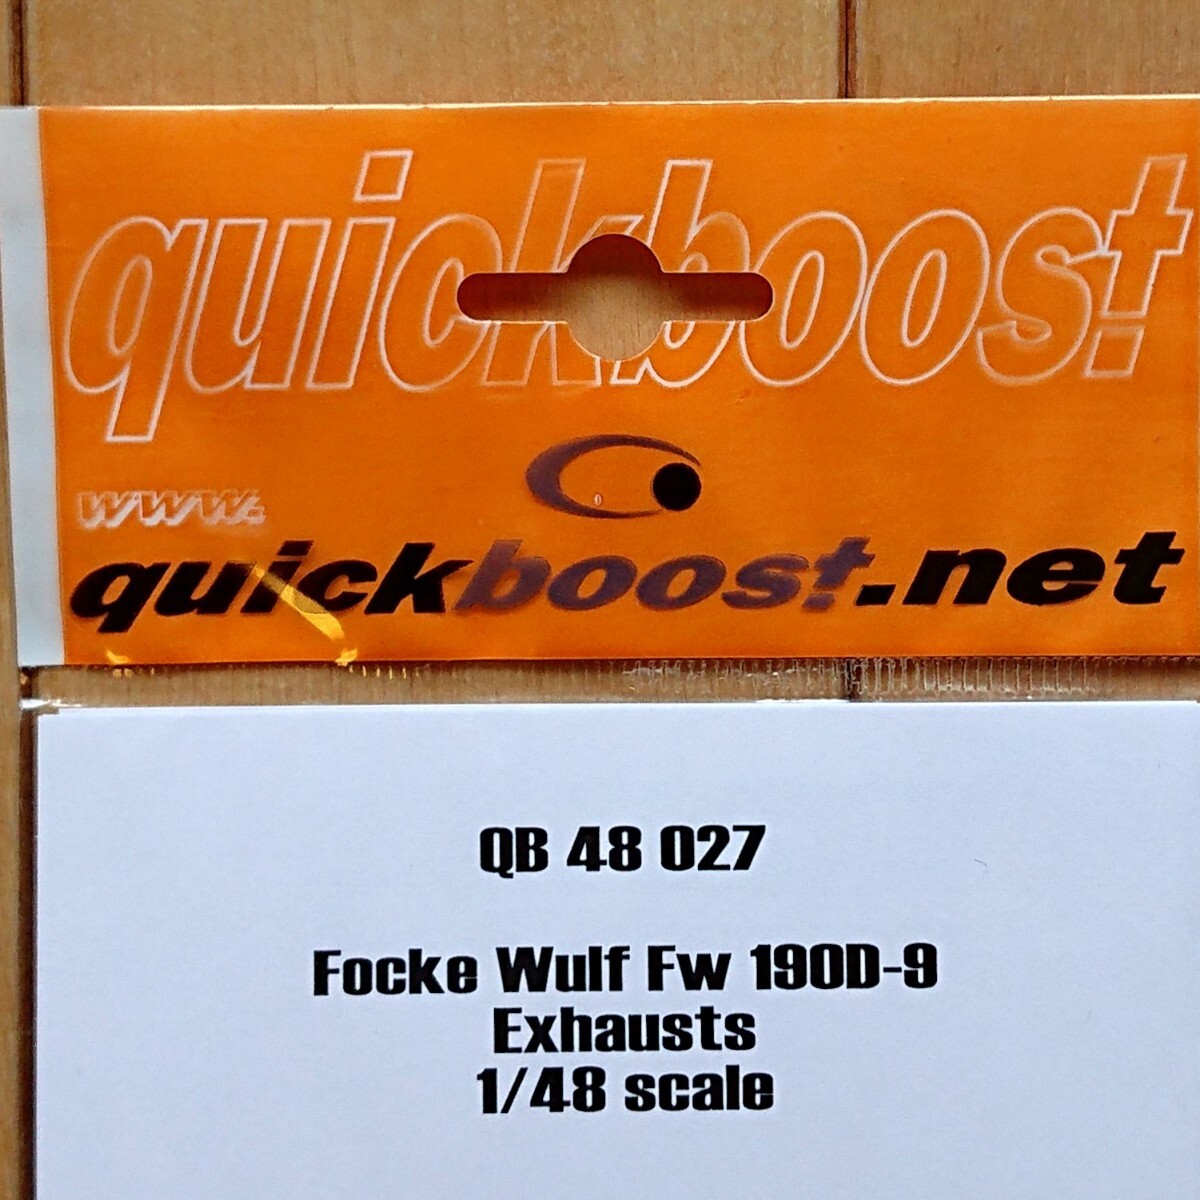 quickboost
www.
quickboost.net
QB 48 027
Focke Wulf Fw 190D-9
Exhausts
1/48 scale